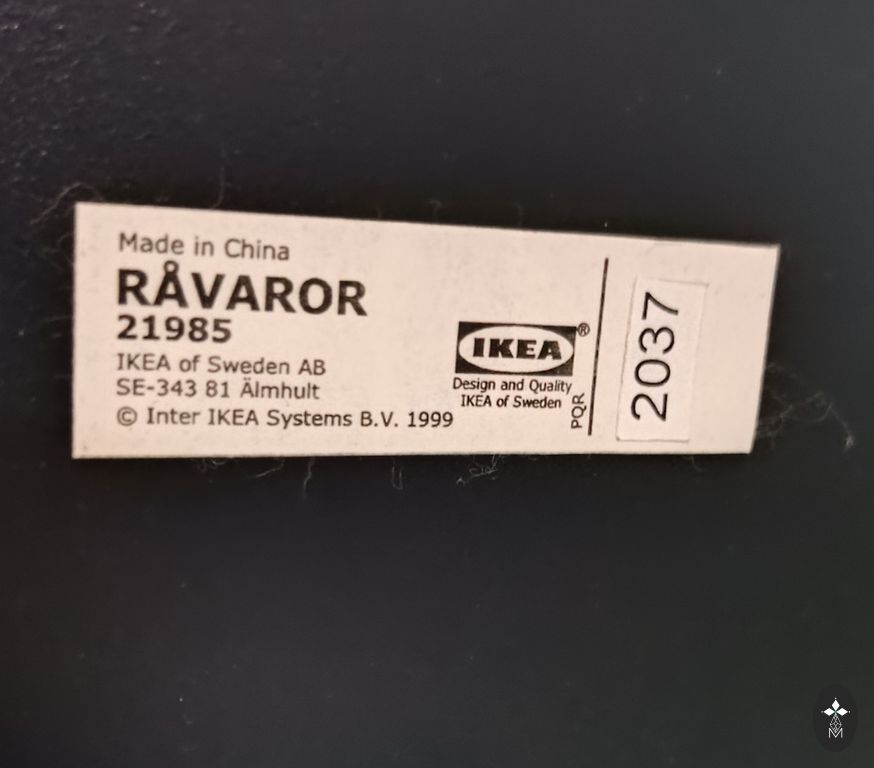 Made in China
RÅVAROR
21985
IKEA of Sweden AB
SE-343 81 Älmhult
© Inter IKEA Systems B.V. 1999
IKEA®
Design and Quality
IKEA of Sweden
PQR
2037
M